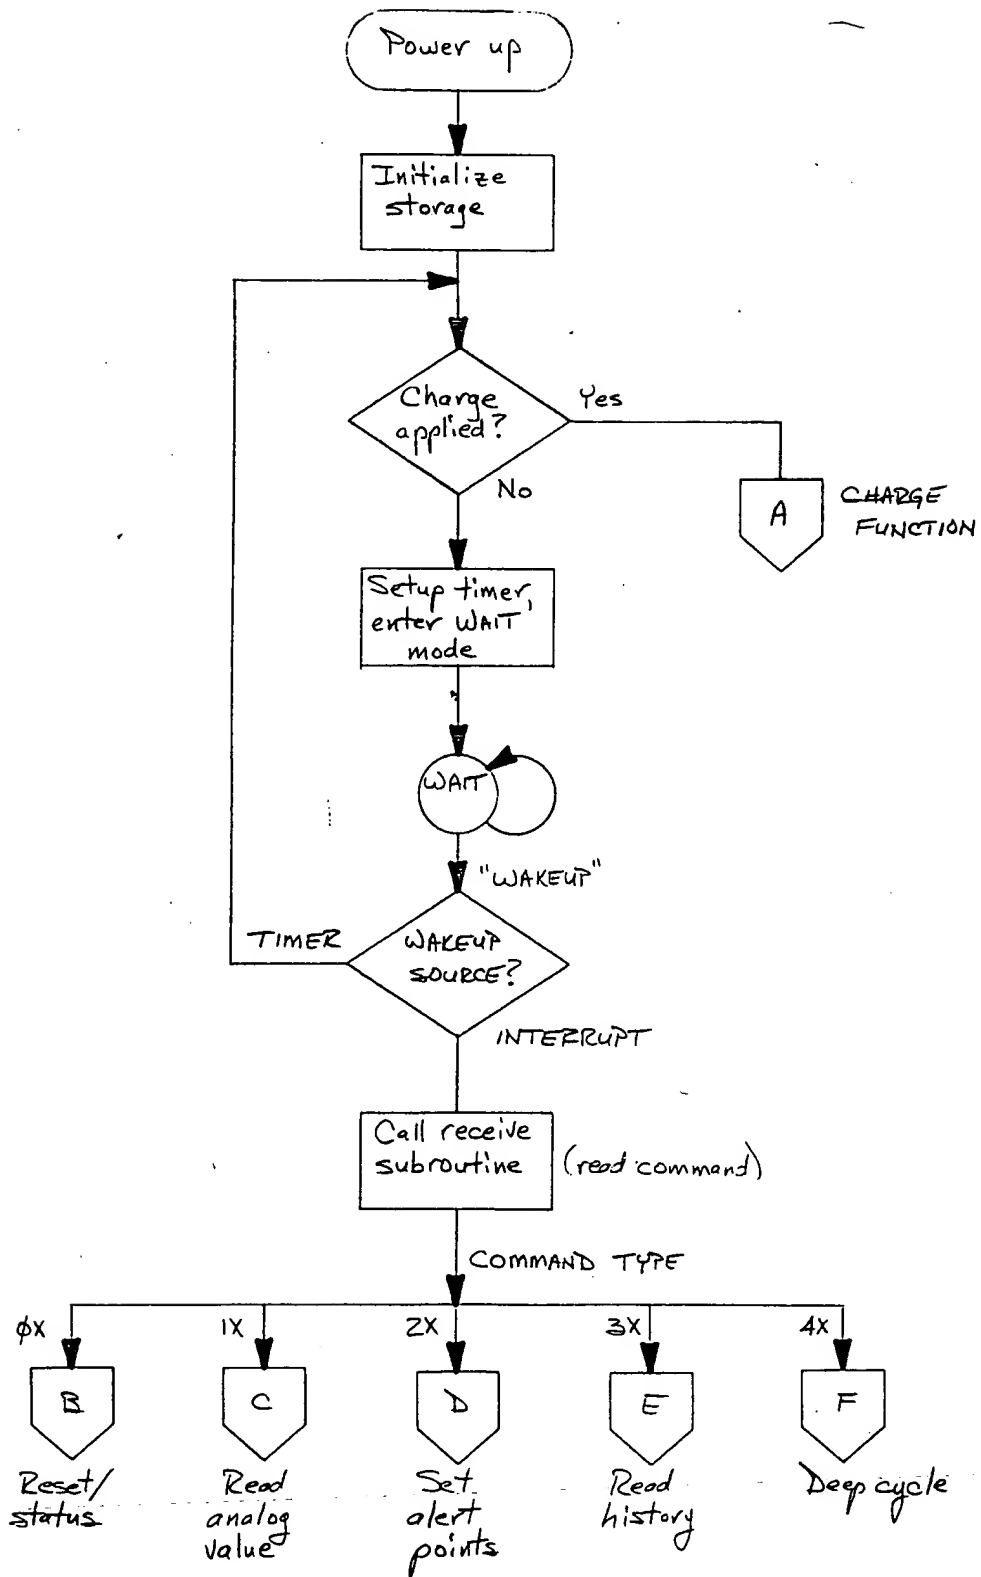 Power up
Initialize
storage
Charge
applied?
Yes
No
A
CHARGE
FUNCTION
Setup timer,
enter WAIT
mode
WAIT
"WAKEUP"
TIMER
WAKEUP
SOURCE?
INTERRUPT
Call receive
subroutine
(read command)
COMMAND TYPE
φX
1X
2X
3X
4X
B
C
D
E
F
Reset/
status
Read
analog
value
Set
alert
points
Read
history
Deep cycle